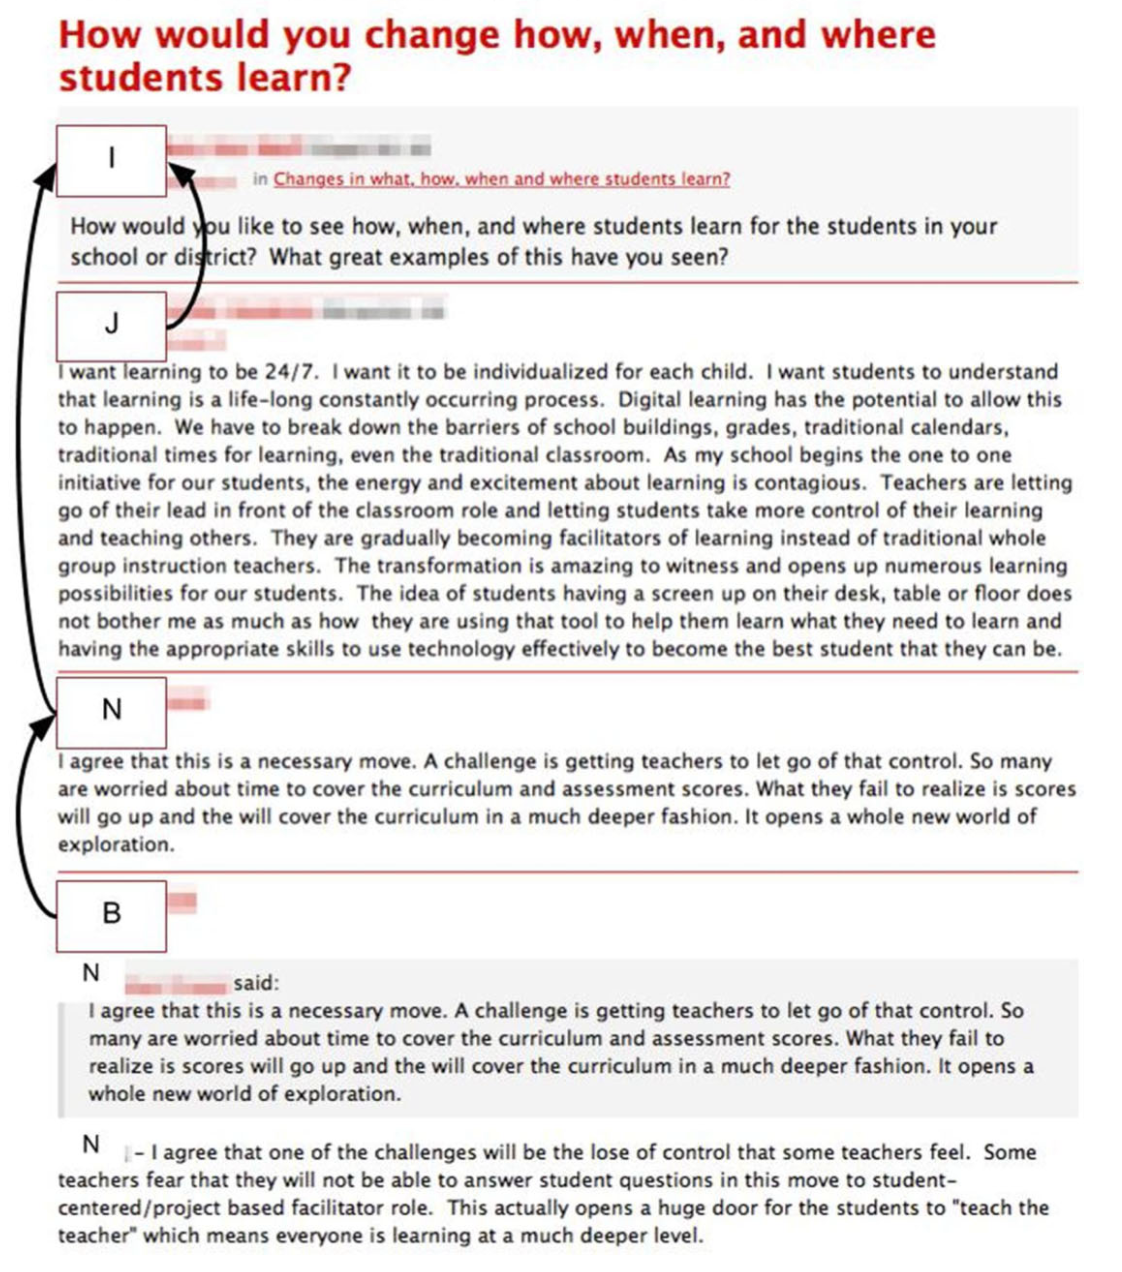 How would you change how, when, and where
students learn?
I
in Changes in what, how, when and where students learn?
How would you like to see how, when, and where students learn for the students in your
school or district? What great examples of this have you seen?
J
I want learning to be 24/7. I want it to be individualized for each child. I want students to understand
that learning is a life-long constantly occurring process. Digital learning has the potential to allow this
to happen. We have to break down the barriers of school buildings, grades, traditional calendars,
traditional times for learning, even the traditional classroom. As my school begins the one to one
initiative for our students, the energy and excitement about learning is contagious. Teachers are letting
go of their lead in front of the classroom role and letting students take more control of their learning
and teaching others. They are gradually becoming facilitators of learning instead of traditional whole
group instruction teachers. The transformation is amazing to witness and opens up numerous learning
possibilities for our students. The idea of students having a screen up on their desk, table or floor does
not bother me as much as how they are using that tool to help them learn what they need to learn and
having the appropriate skills to use technology effectively to become the best student that they can be.
N
I agree that this is a necessary move. A challenge is getting teachers to let go of that control. So many
are worried about time to cover the curriculum and assessment scores. What they fail to realize is scores
will go up and the will cover the curriculum in a much deeper fashion. It opens a whole new world of
exploration.
B
N said:
I agree that this is a necessary move. A challenge is getting teachers to let go of that control. So
many are worried about time to cover the curriculum and assessment scores. What they fail to
realize is scores will go up and the will cover the curriculum in a much deeper fashion. It opens a
whole new world of exploration.
N - I agree that one of the challenges will be the lose of control that some teachers feel. Some
teachers fear that they will not be able to answer student questions in this move to student-
centered/project based facilitator role. This actually opens a huge door for the students to "teach the
teacher" which means everyone is learning at a much deeper level.